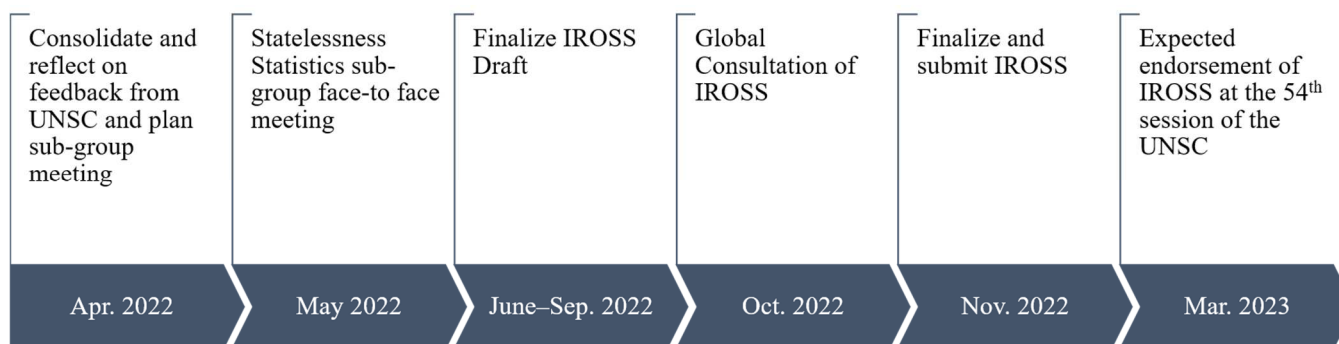 Consolidate and
reflect on
feedback from
UNSC and plan
sub-group
meeting
Statelessness
Statistics sub-
group face-to face
meeting
Finalize IROSS
Draft
Global
Consultation of
IROSS
Finalize and
submit IROSS
Expected
endorsement of
IROSS at the 54th
session of the
UNSC
Apr. 2022
May 2022
June–Sep. 2022
Oct. 2022
Nov. 2022
Mar. 2023